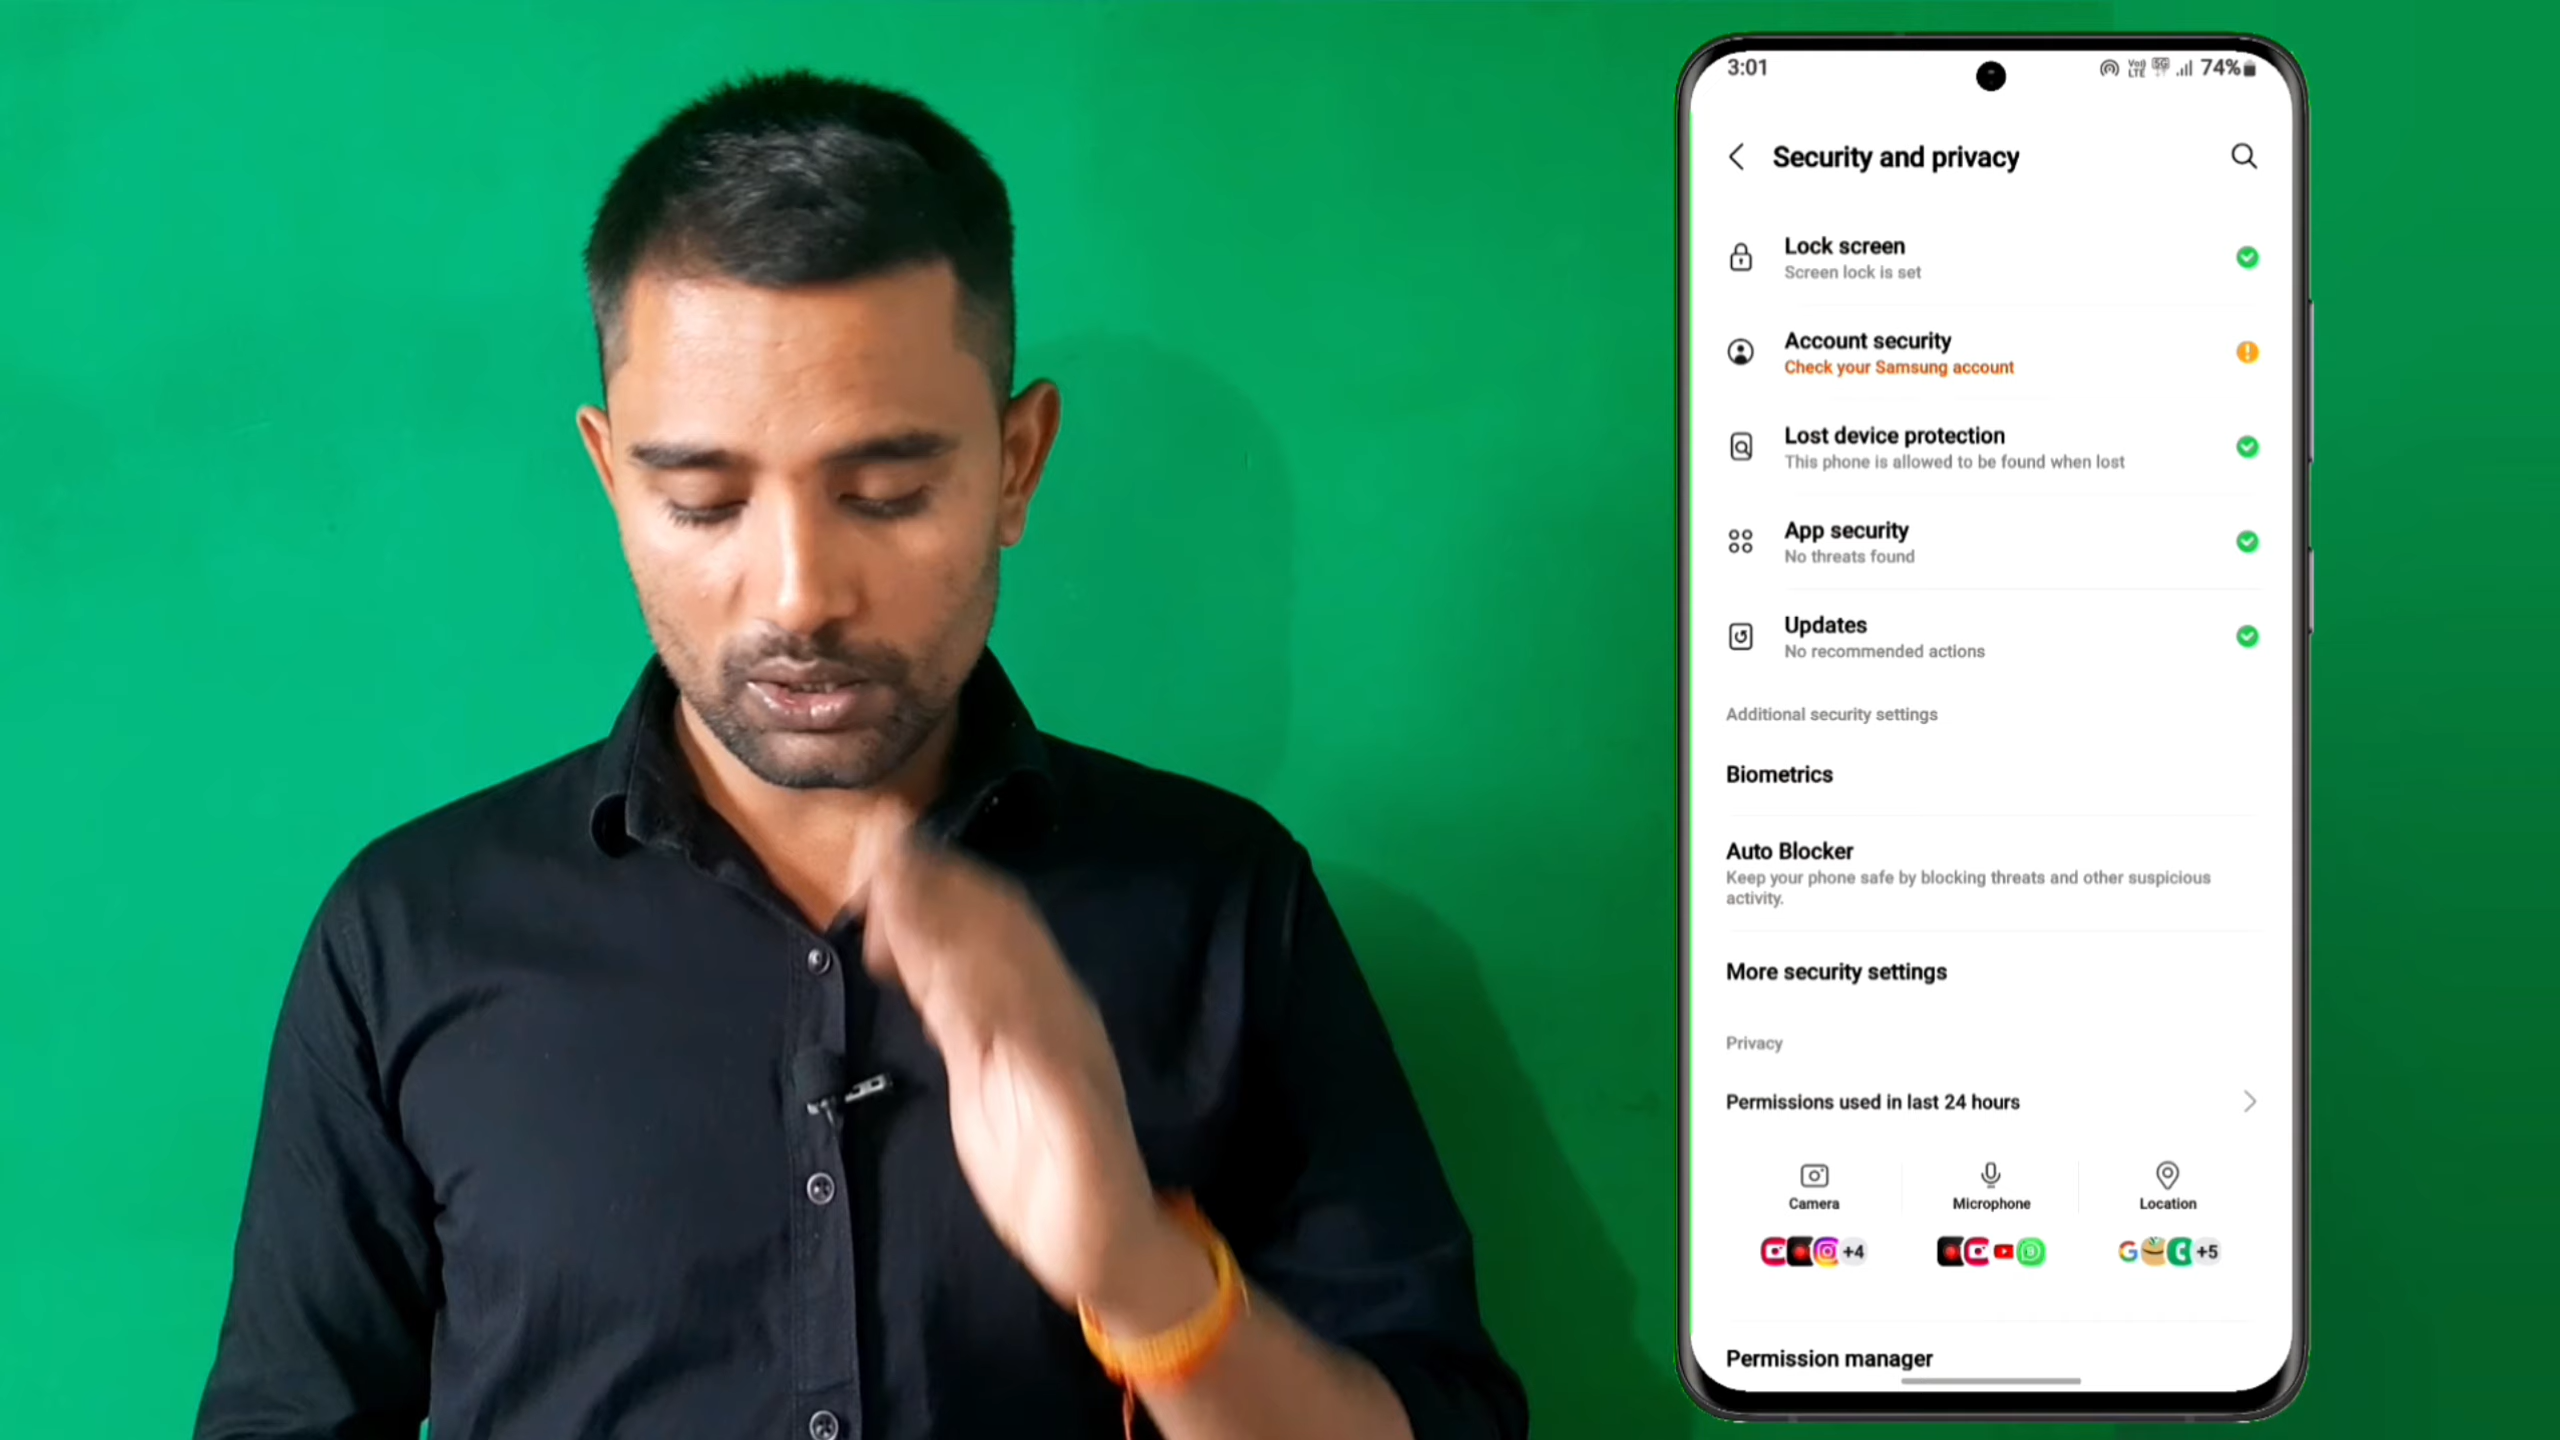 3:01
Vo) 5G
LTE
74%
Security and privacy
Lock screen
Screen lock is set
Account security
Check your Samsung account
Lost device protection
This phone is allowed to be found when lost
App security
No threats found
Updates
No recommended actions
Additional security settings
Biometrics
Auto Blocker
Keep your phone safe by blocking threats and other suspicious
activity.
More security settings
Privacy
Permissions used in last 24 hours
Camera Microphone Location
+4 +5
Permission manager